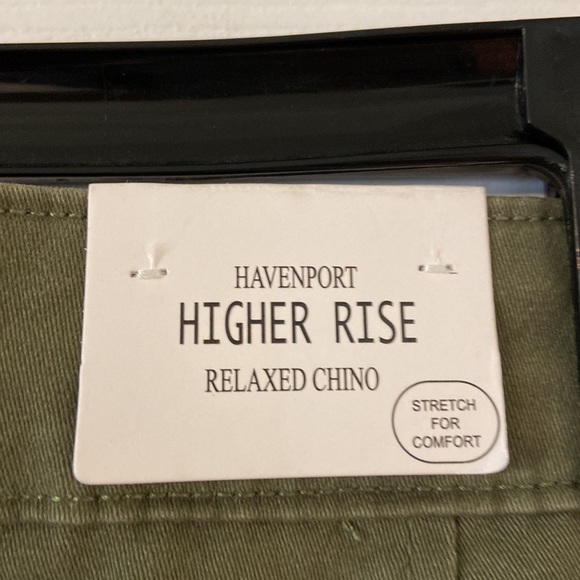 HAVENPORT
HIGHER RISE
RELAXED CHINO
STRETCH
FOR
COMFORT